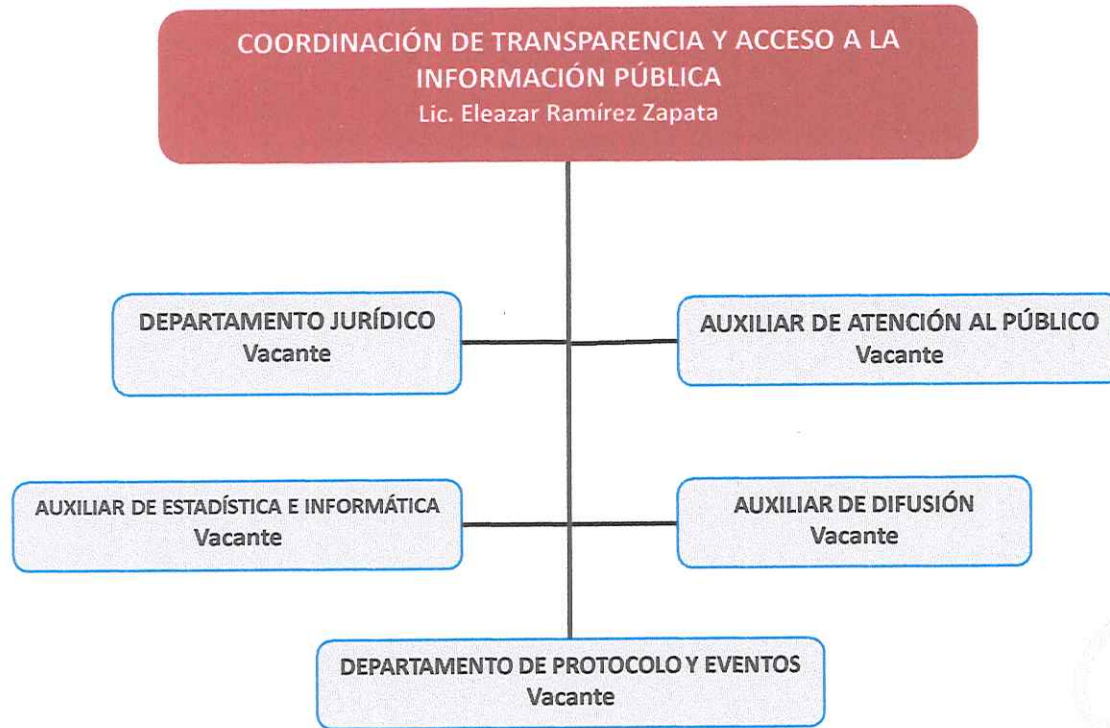 COORDINACIÓN DE TRANSPARENCIA Y ACCESO A LA
INFORMACIÓN PÚBLICA
Lic. Eleazar Ramírez Zapata
DEPARTAMENTO JURÍDICO
Vacante
AUXILIAR DE ATENCIÓN AL PÚBLICO
Vacante
AUXILIAR DE ESTADÍSTICA E INFORMÁTICA
Vacante
AUXILIAR DE DIFUSIÓN
Vacante
DEPARTAMENTO DE PROTOCOLO Y EVENTOS
Vacante